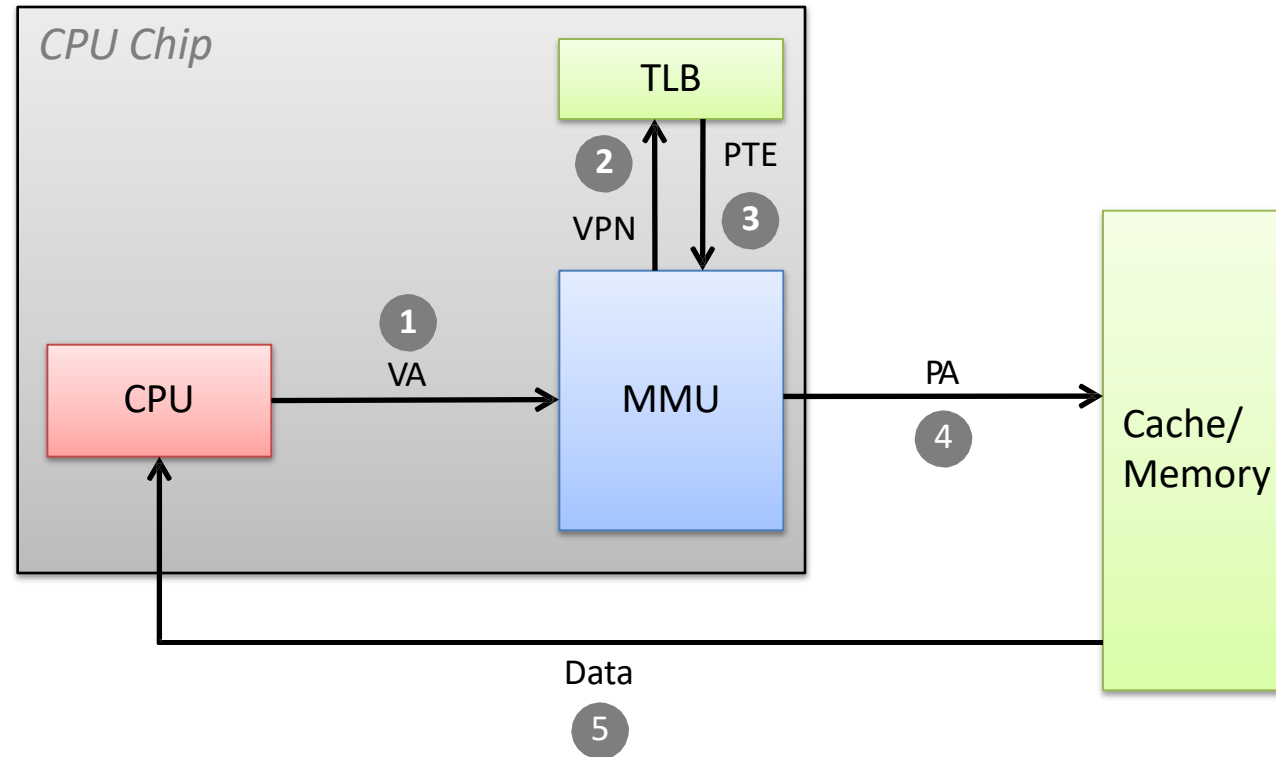 CPU Chip
TLB
2
PTE
VPN
3
1
VA
CPU
MMU
PA
4
Cache/
Memory
Data
5